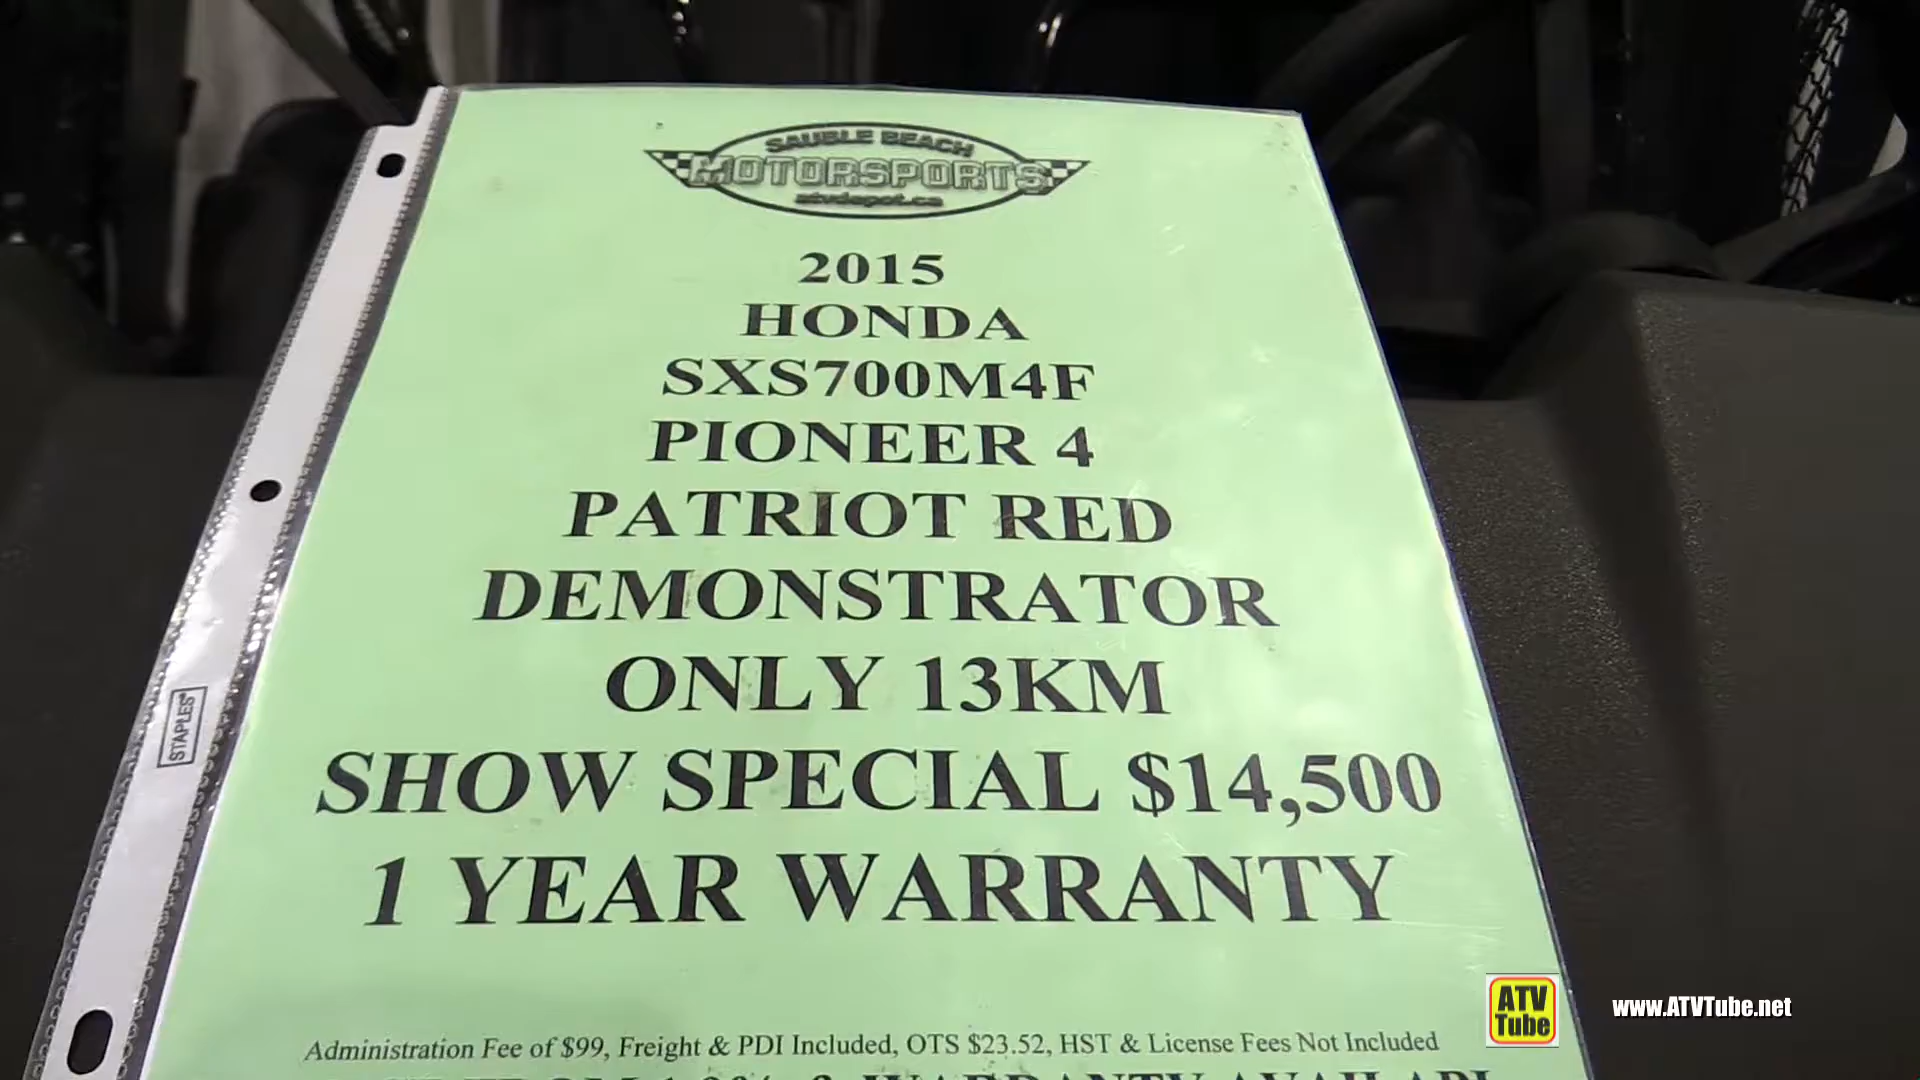 SAUBLE BEACH
MOTORSPORTS
atvdepot.ca
2015
HONDA
SXS700M4F
PIONEER 4
PATRIOT RED
DEMONSTRATOR
ONLY 13KM
SHOW SPECIAL $14,500
1 YEAR WARRANTY
Administration Fee of $99, Freight & PDI Included, OTS $23.52, HST & License Fees Not Included
STAPLES
ATV
Tube
www.ATVTube.net